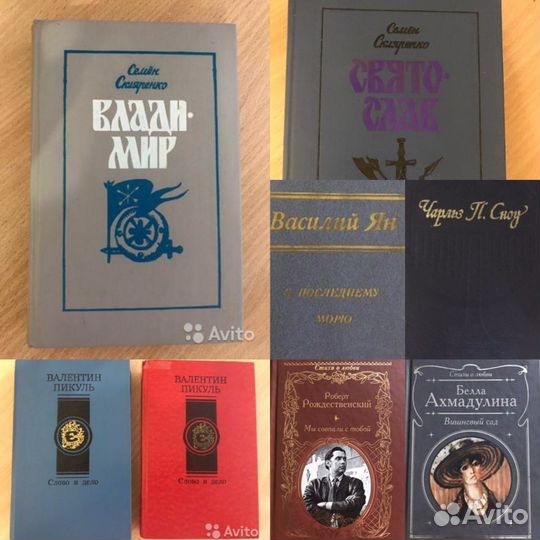 Семён
Скляренко
ВЛАДИ-
МИР
Avito
Семён
Скляренко
СВЯТО-
СЛАВ
Василий Ян
К ПОСЛЕДНЕМУ
МОРЮ
Чарльз П. Сноу
ВАЛЕНТИН
ПИКУЛЬ
Слово и дело
ВАЛЕНТИН
ПИКУЛЬ
Слово и дело
Avito
Стихи о любви
Роберт
Рождественский
Мы совпали с тобой
Стихи о любви
Белла
Ахмадулина
Вишневый сад
Avito